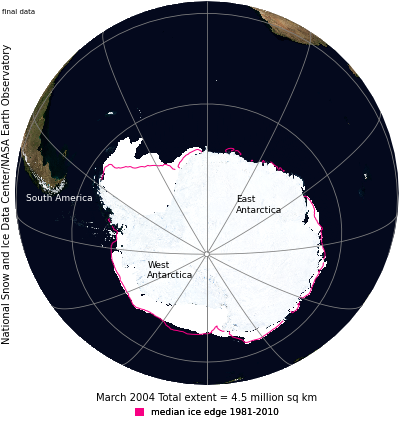 final data
National Snow and Ice Data Center/NASA Earth Observatory
South America
East
Antarctica
West
Antarctica
March 2004 Total extent = 4.5 million sq km
median ice edge 1981-2010